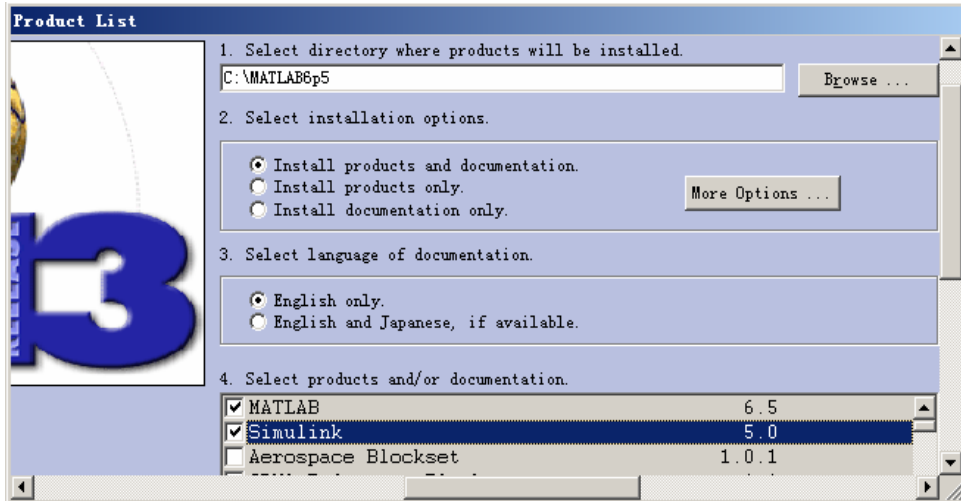 Product List
1. Select directory where products will be installed.
C:\MATLAB6p5
Browse ...
2. Select installation options.
Install products and documentation.
Install products only.
More Options ...
Install documentation only.
3. Select language of documentation.
English only.
English and Japanese, if available.
4. Select products and/or documentation.
MATLAB 6.5
Simulink 5.0
Aerospace Blockset 1.0.1
RELEASE
13